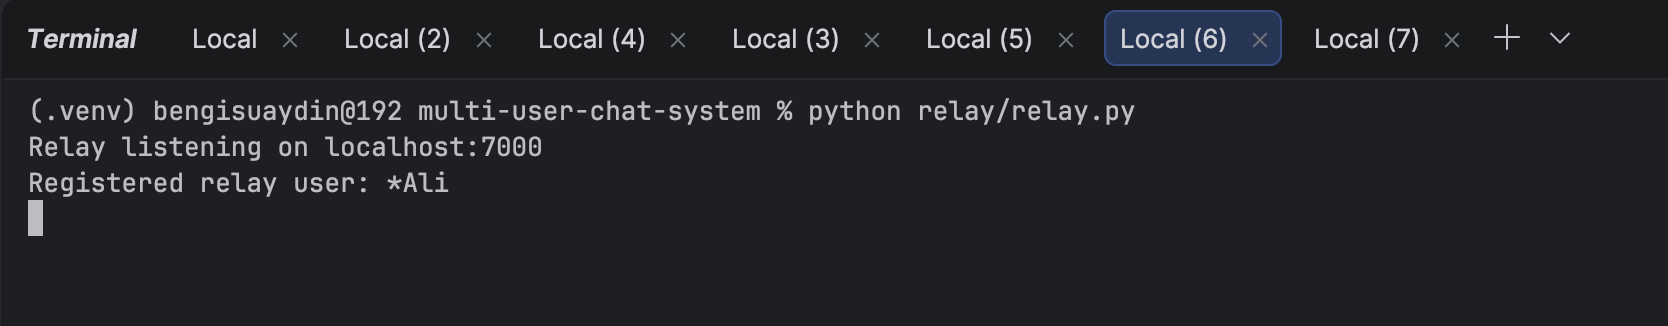 Terminal Local × Local (2) × Local (4) × Local (3) × Local (5) × Local (6) × Local (7) × +
(.venv) bengisuaydin@192 multi-user-chat-system % python relay/relay.py
Relay listening on localhost:7000
Registered relay user: *Ali